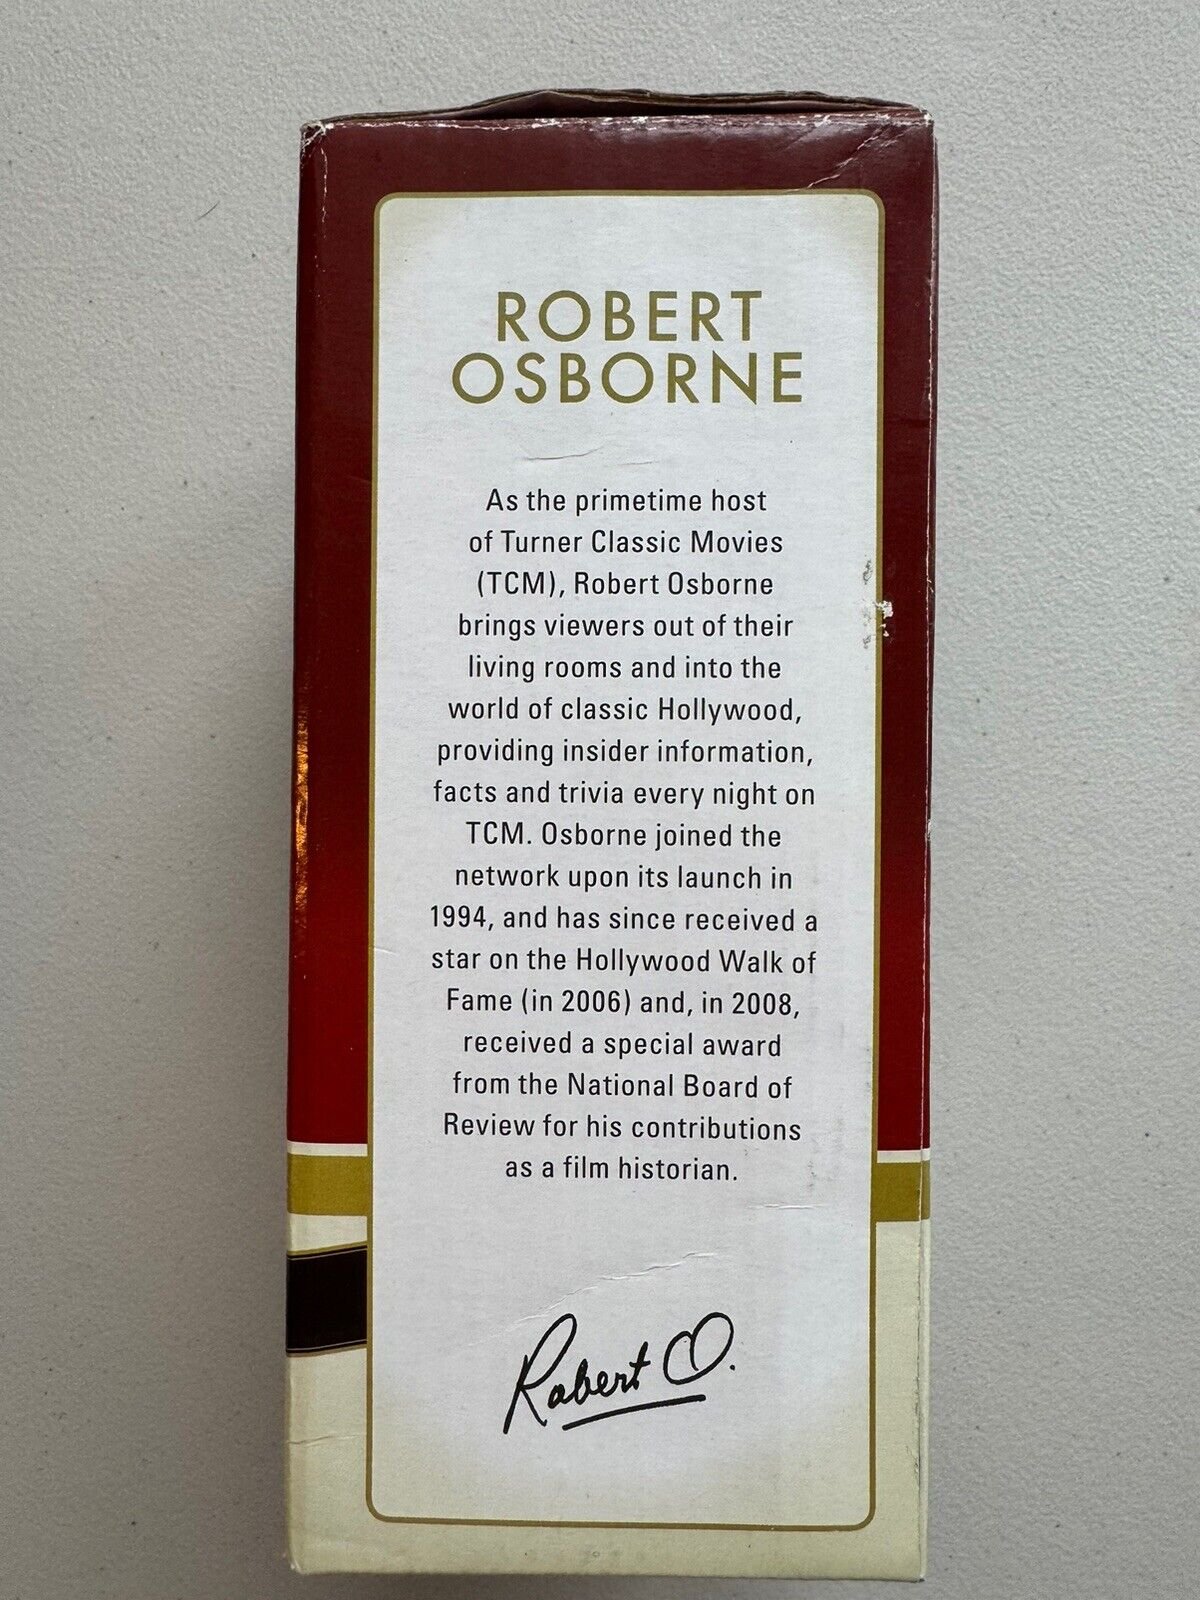 ROBERT
OSBORNE
As the primetime host
of Turner Classic Movies
(TCM), Robert Osborne
brings viewers out of their
living rooms and into the
world of classic Hollywood,
providing insider information,
facts and trivia every night on
TCM. Osborne joined the
network upon its launch in
1994, and has since received a
star on the Hollywood Walk of
Fame (in 2006) and, in 2008,
received a special award
from the National Board of
Review for his contributions
as a film historian.
Robert O.